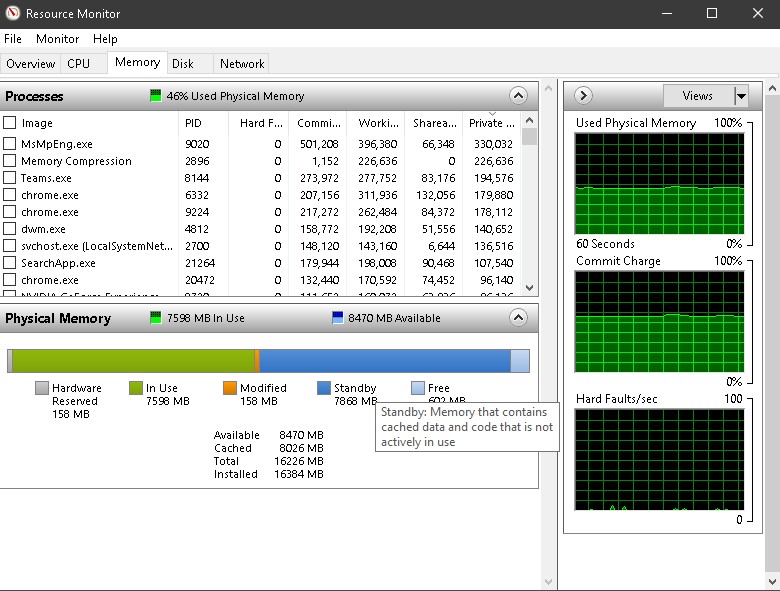 Resource Monitor
File Monitor Help
Overview CPU Memory Disk Network
Processes 46% Used Physical Memory
Image PID Hard F... Commi... Worki... Sharea... Private ...
MsMpEng.exe 9020 0 501,208 396,380 66,348 330,032
Memory Compression 2896 0 1,152 226,636 0 226,636
Teams.exe 8144 0 273,972 277,752 83,176 194,576
chrome.exe 6332 0 207,156 311,936 132,056 179,880
chrome.exe 9224 0 217,272 262,484 84,372 178,112
dwm.exe 4812 0 158,772 192,208 51,556 140,652
svchost.exe (LocalSystemNet... 2700 0 148,120 143,160 6,644 136,516
SearchApp.exe 21264 0 179,944 198,008 90,468 107,540
chrome.exe 20472 0 132,440 170,592 74,452 96,140
Physical Memory 7598 MB In Use 8470 MB Available
Hardware Reserved 158 MB
In Use 7598 MB
Modified 158 MB
Standby 7868 MB
Free 602 MB
Standby: Memory that contains
cached data and code that is not
actively in use
Available 8470 MB
Cached 8026 MB
Total 16226 MB
Installed 16384 MB
Views
Used Physical Memory 100%
60 Seconds 0%
Commit Charge 100%
0%
Hard Faults/sec 100
0